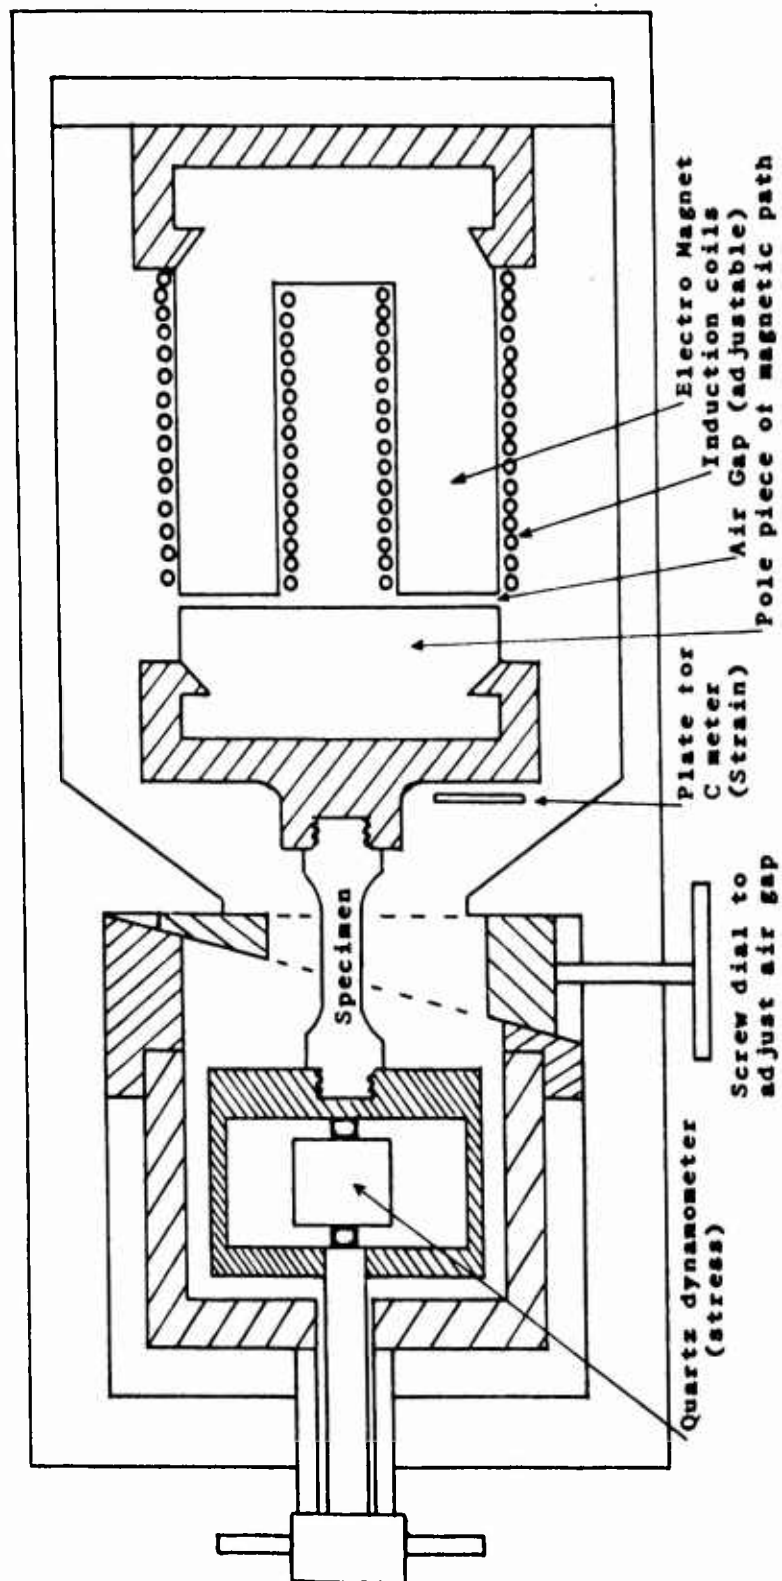 Specimen
Quartz dynamometer
(stress)
Screw dial to
adjust air gap
Plate for
C meter
(Strain)
Electro Magnet
Induction coils
Air Gap (adjustable)
Pole piece of magnetic path